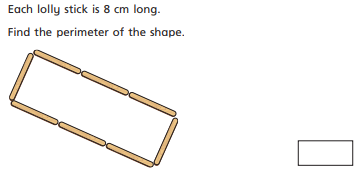 Each lolly stick is 8 cm long.
Find the perimeter of the shape.